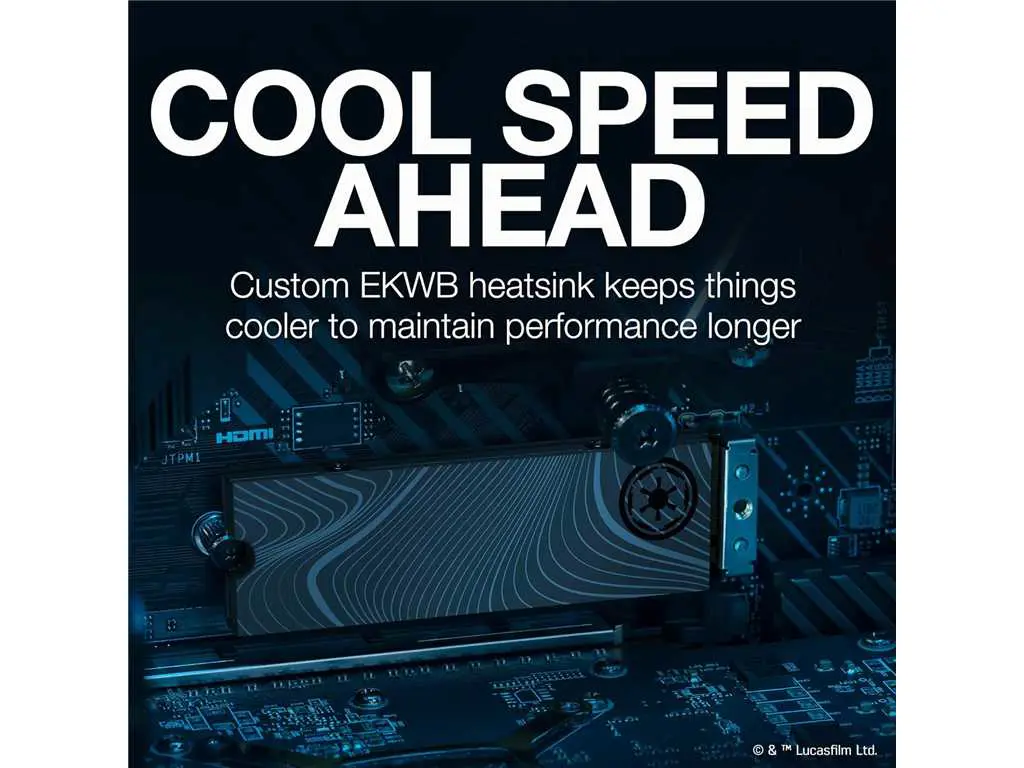 COOL SPEED
AHEAD
Custom EKWB heatsink keeps things
cooler to maintain performance longer
M2_1
HDMI
JTPM1
© & ™ Lucasfilm Ltd.